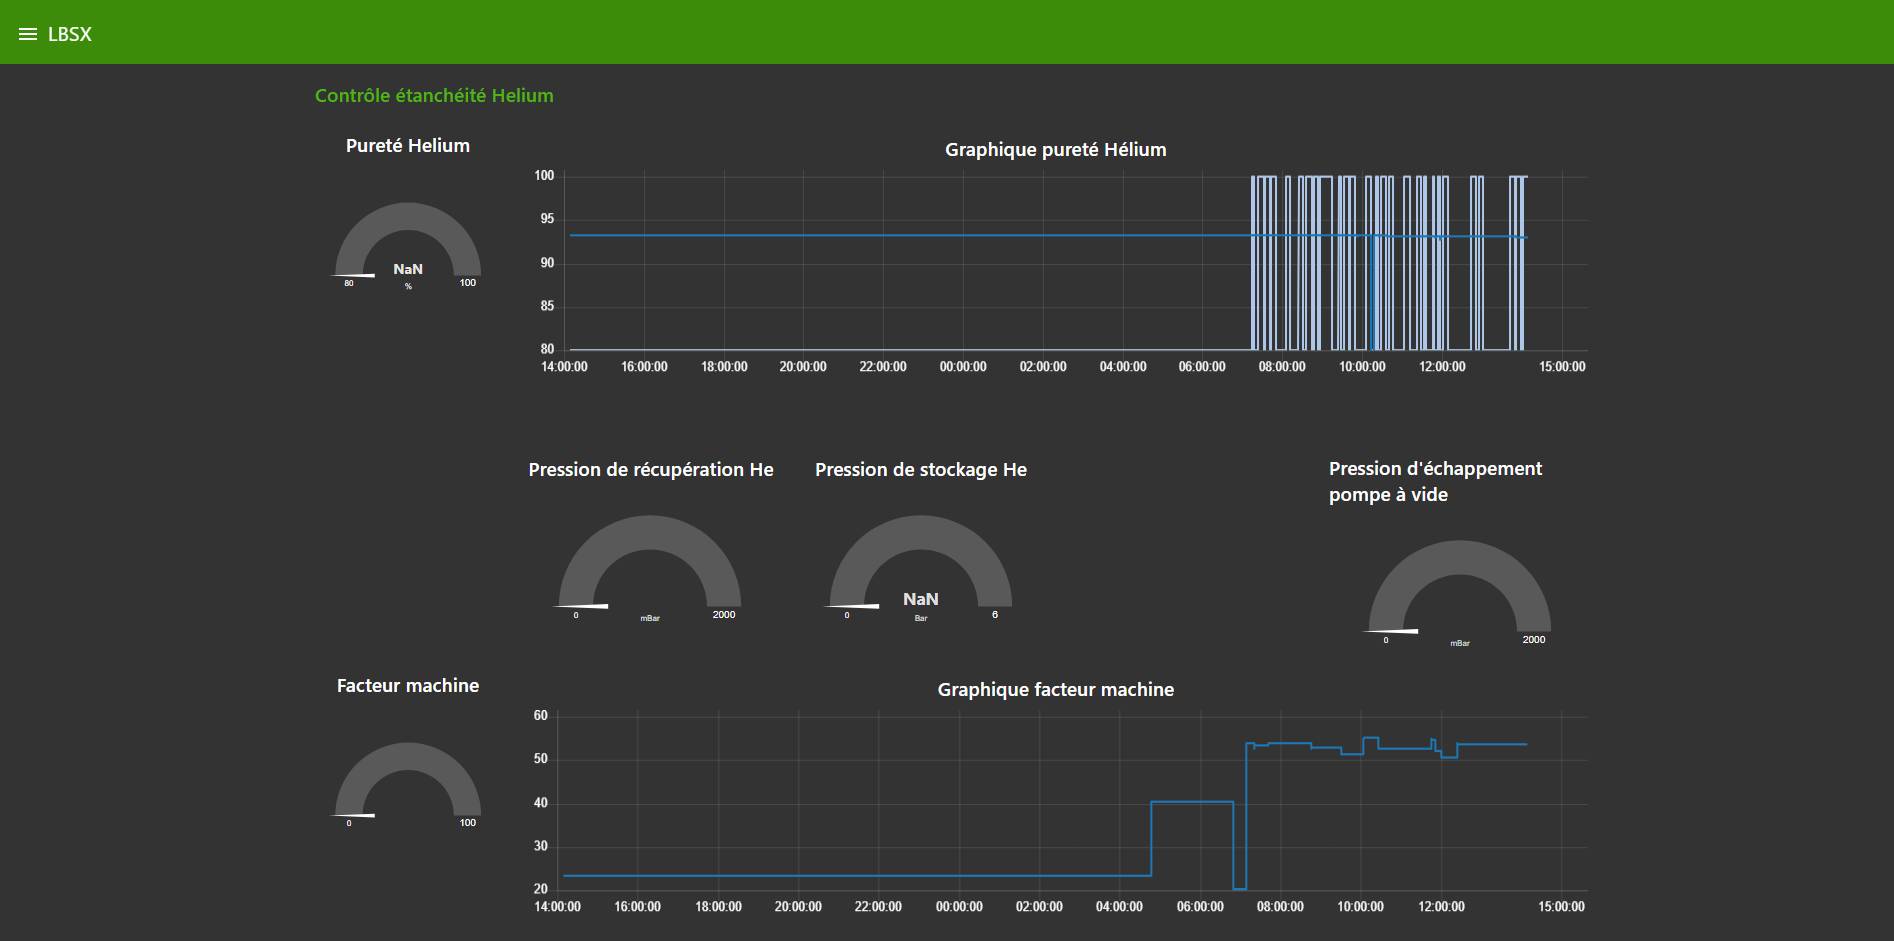 LBSX
Contrôle étanchéité Helium
Pureté Helium
NaN
%
80
100
Graphique pureté Hélium
100
95
90
85
80
14:00:00 16:00:00 18:00:00 20:00:00 22:00:00 00:00:00 02:00:00 04:00:00 06:00:00 08:00:00 10:00:00 12:00:00 15:00:00
Pression de récupération He
0
mBar
2000
Pression de stockage He
NaN
Bar
0
6
Pression d'échappement
pompe à vide
0
mBar
2000
Facteur machine
0
100
Graphique facteur machine
60
50
40
30
20
14:00:00 16:00:00 18:00:00 20:00:00 22:00:00 00:00:00 02:00:00 04:00:00 06:00:00 08:00:00 10:00:00 12:00:00 15:00:00